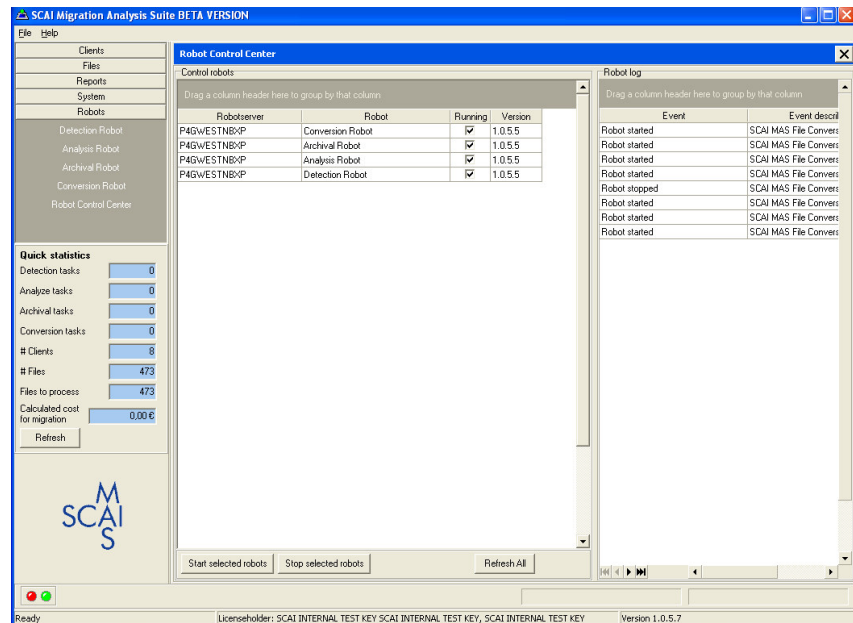 SCAI Migration Analysis Suite BETA VERSION
File Help
Clients
Files
Reports
System
Robots
Detection Robot
Analysis Robot
Archival Robot
Conversion Robot
Robot Control Center
Quick statistics
Detection tasks 0
Analyze tasks 0
Archival tasks 0
Conversion tasks 0
# Clients 8
# Files 473
Files to process 473
Calculated cost
for migration 0,00 €
Refresh
M
SCAI
S
Robot Control Center
Control robots
Drag a column header here to group by that column
Robotserver Robot Running Version
P4GWESTNBXP Conversion Robot 1.0.5.5
P4GWESTNBXP Archival Robot 1.0.5.5
P4GWESTNBXP Analysis Robot 1.0.5.5
P4GWESTNBXP Detection Robot 1.0.5.5
Start selected robots Stop selected robots Refresh All
Robot log
Drag a column header here to group by that column
Event Event descril
Robot started SCAI MAS File Convers
Robot started SCAI MAS File Convers
Robot started SCAI MAS File Convers
Robot started SCAI MAS File Convers
Robot stopped SCAI MAS File Convers
Robot started SCAI MAS File Convers
Robot started SCAI MAS File Convers
Robot started SCAI MAS File Convers
Ready Licenseholder: SCAI INTERNAL TEST KEY SCAI INTERNAL TEST KEY, SCAI INTERNAL TEST KEY Version 1.0.5.7